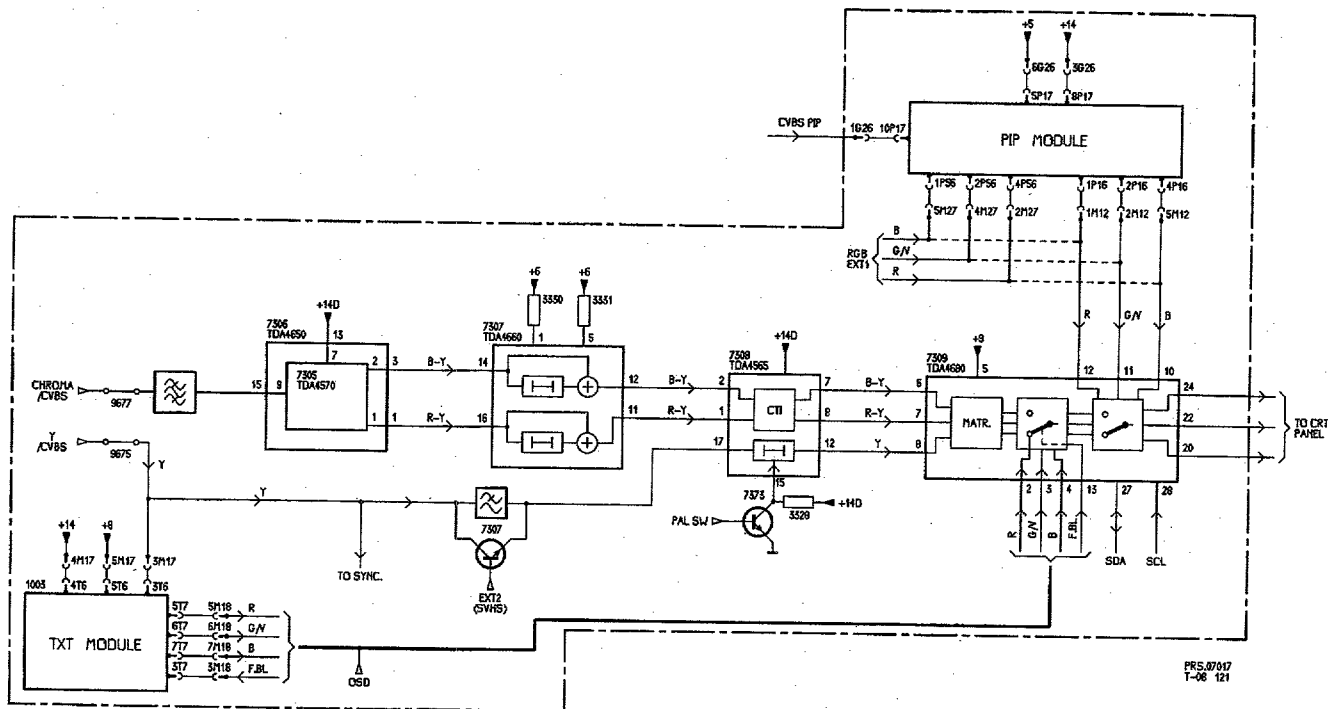 +5 +14
6G26 3G26
5P17 8P17
CVBS PIP 1G26 10P17
PIP MODULE
1P56 2P56 4P56 1P16 2P16 4P16
5M27 4M27 2M27 1M12 2M12 5M12
B
G/V
R
RGB
EXT1
+6 +6
3330 3331
+14D
7306
TDA4650
13
7307
TDA4660
1 5
7
7305
TDA4570
2 3
B-Y
14
12
B-Y
CHROMA
/CVBS
9677
15 9
1 1
R-Y
16
11
R-Y
+14D
7308
TDA4565
2 7
B-Y
CTI
1 8
R-Y
17 12
Y
15
R G/V B
+8
7309
TDA4680
5
12 11 10
6
7
8
MATR.
24
22
20
TO CRT
PANEL
2 3 4 13 27 28
R G/V B F.BL
SDA SCL
Y
/CVBS
9675
Y
Y
7307
EXT2
(SVHS)
TO SYNC.
7373
3328
+14D
PAL SW
+14 +8
4M17 5M17 3M17
1003
4T6 5T6 3T6
TXT MODULE
5T7 5M18 R
6T7 6M18 G/V
7T7 7M18 B
3T7 3M18 F.BL
OSD
PRS.07017
T-06 121